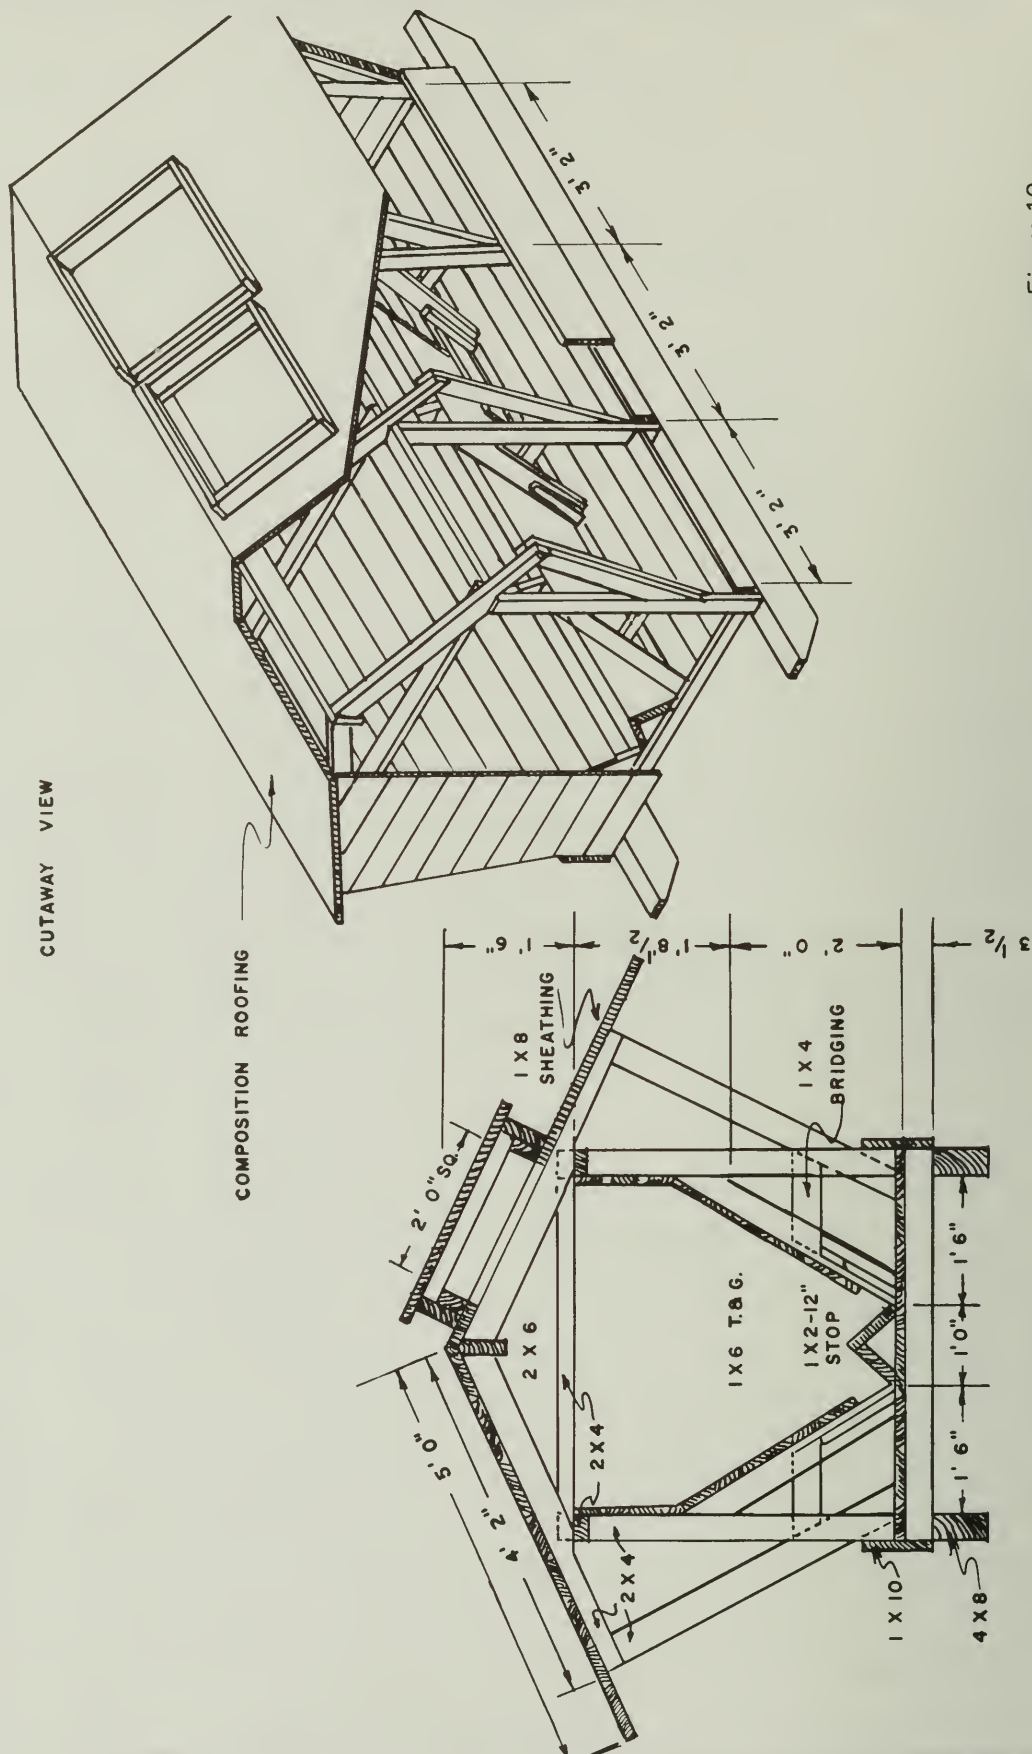 CUTAWAY VIEW
COMPOSITION ROOFING
3' 2"
3' 2"
3' 2"
5' 0"
4' 2"
2' 0" SQ.
2 X 6
1 X 8
SHEATHING
2 X 4
2 X 4
1 X 6 T.& G.
1 X 2-12"
STOP
1 X 4
BRIDGING
1' 6"
1' 8 1/2"
2' 0"
3 1/2
1 X 10
4 X 8
1' 6"
1' 0"
1' 6"